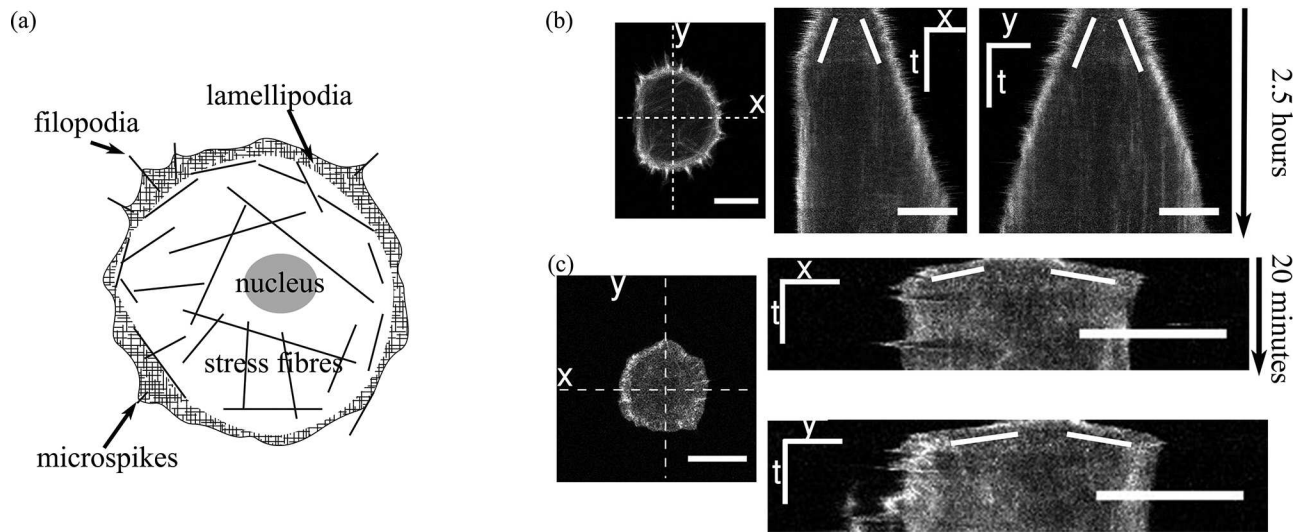 (a)
lamellipodia
filopodia
nucleus
stress fibres
microspikes
(b)
y
x
x
t
y
t
2.5 hours
(c)
y
x
x
t
20 minutes
y
t